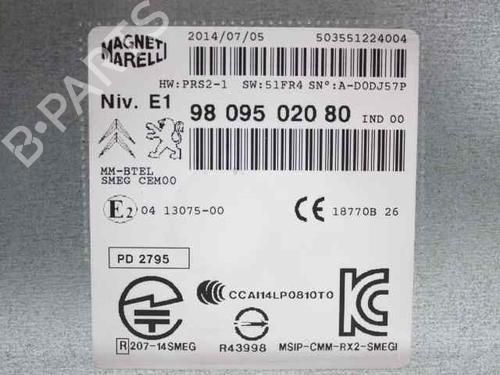 MAGNETI MARELLI
2014/07/05 503551224004
HW:PRS2-1 SW:51FR4 SN°:A-D0DJ57P
Niv. E1
98 095 020 80 IND 00
MM-BTEL
SMEG CEM00
E2 04 13075-00
CE 18770B 26
PD 2795
CCAI14LP0810T0
R 207-14SMEG
R43998
MSIP-CMM-RX2-SMEGI